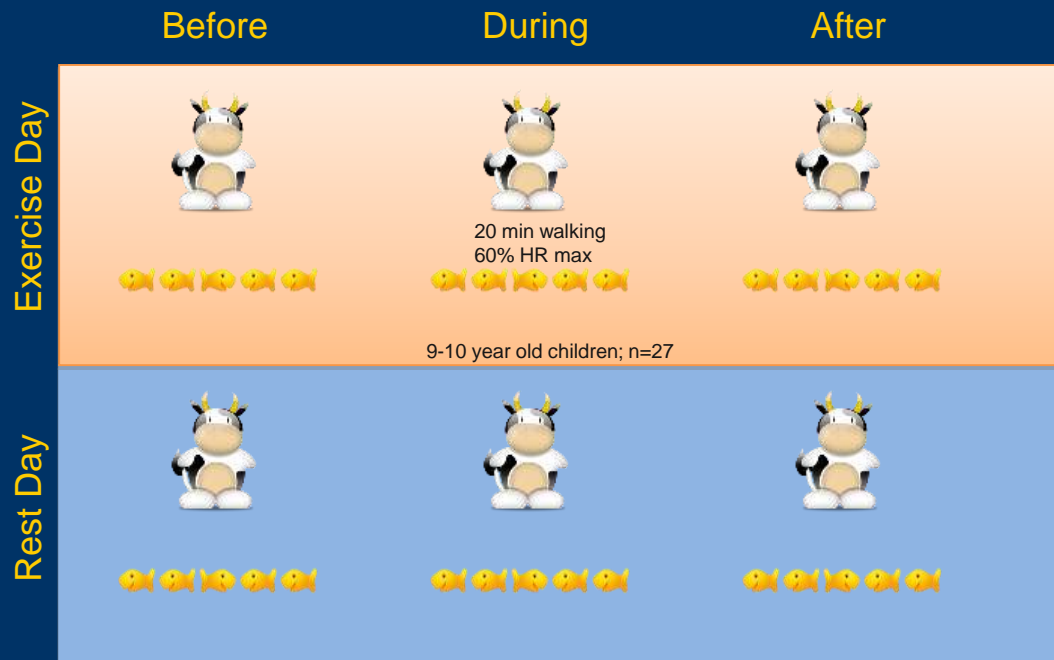 Before
During
After
Exercise Day
20 min walking
60% HR max
9-10 year old children; n=27
Rest Day